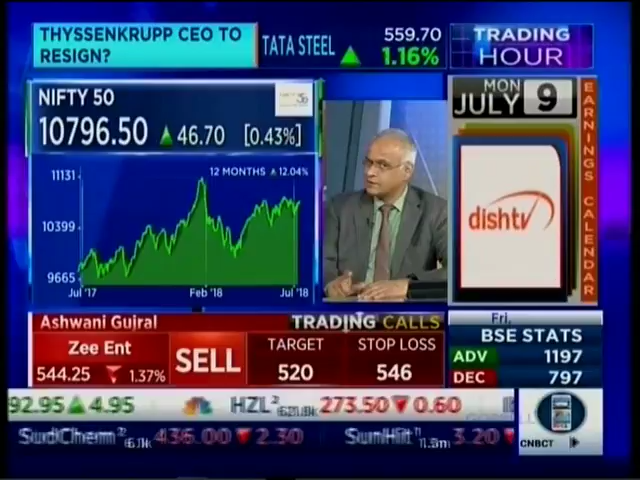 THYSSENKRUPP CEO TO
RESIGN?
TATA STEEL
559.70
1.16%
TRADING
HOUR
NIFTY 50
10796.50 46.70 [0.43%]
12 MONTHS 12.04%
11131
10399
9665
Jul '17 Feb '18 Jul '18
MON
JULY 9
dishtv
EARNINGS CALENDAR
Ashwani Gujral
TRADING CALLS
Zee Ent
544.25 1.37%
SELL
TARGET
520
STOP LOSS
546
Fri,
BSE STATS
ADV 1197
DEC 797
92.95 4.95 HZL 273.50 0.60
SudChem 6.1k 436.00 2.30 3.20
CNBCT